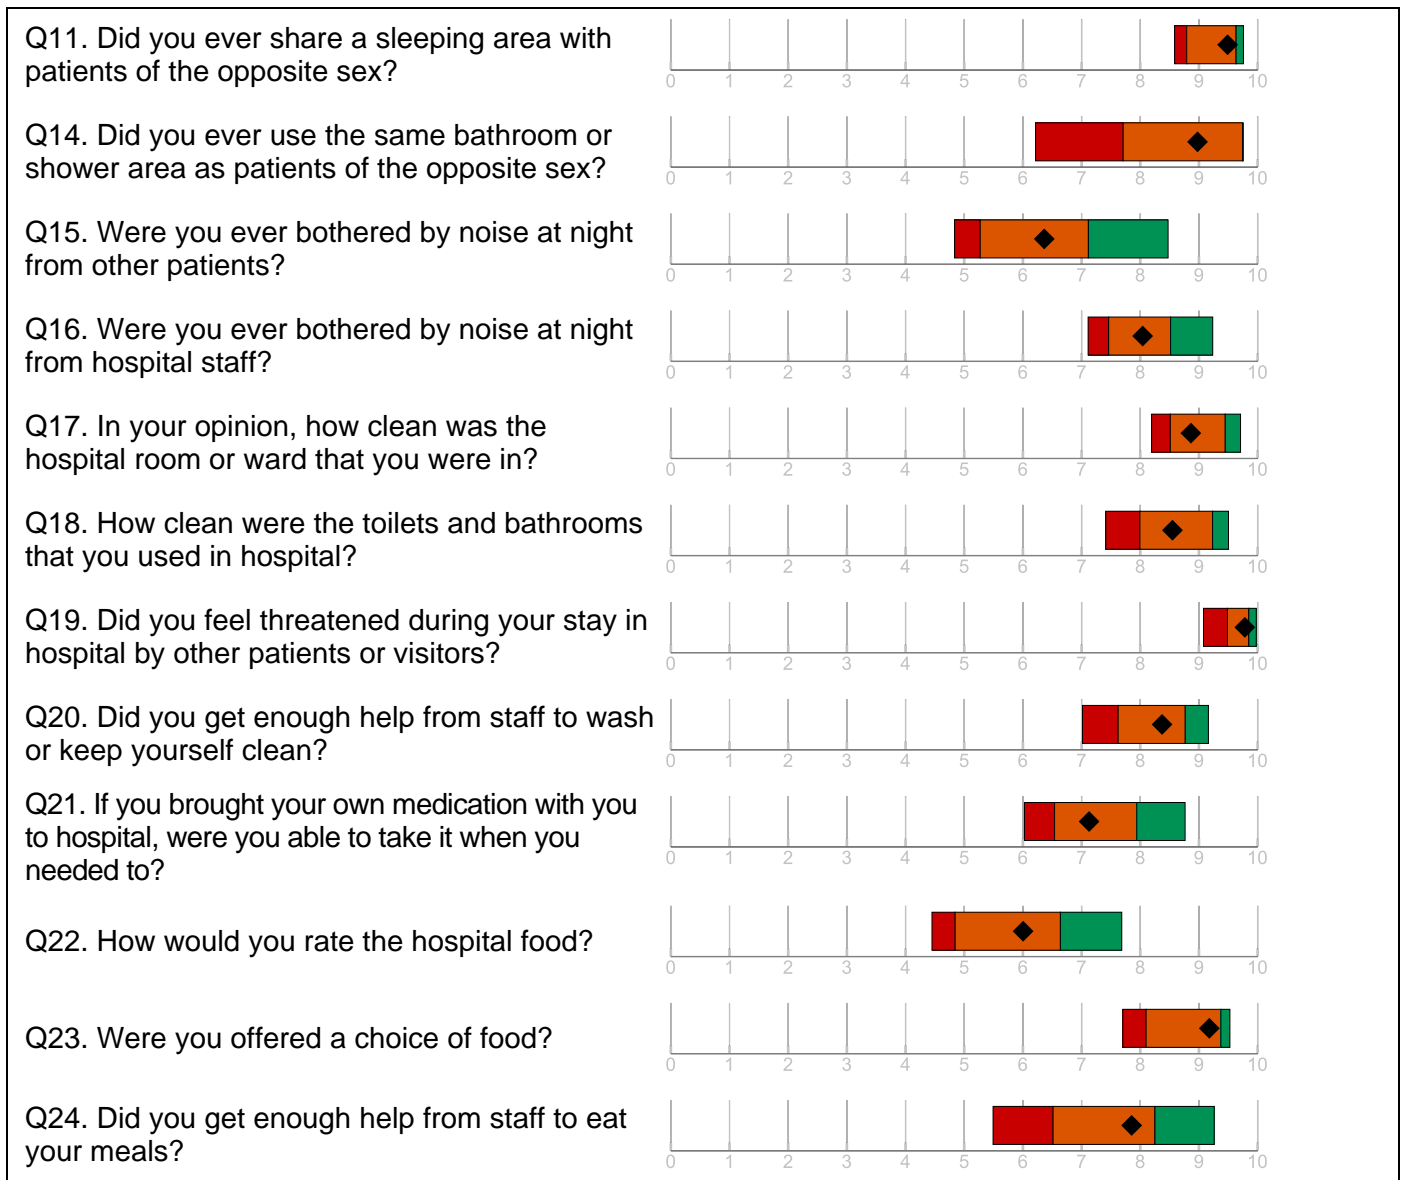 Q11. Did you ever share a sleeping area with
patients of the opposite sex?
0 1 2 3 4 5 6 7 8 9 10
Q14. Did you ever use the same bathroom or
shower area as patients of the opposite sex?
0 1 2 3 4 5 6 7 8 9 10
Q15. Were you ever bothered by noise at night
from other patients?
0 1 2 3 4 5 6 7 8 9 10
Q16. Were you ever bothered by noise at night
from hospital staff?
0 1 2 3 4 5 6 7 8 9 10
Q17. In your opinion, how clean was the
hospital room or ward that you were in?
0 1 2 3 4 5 6 7 8 9 10
Q18. How clean were the toilets and bathrooms
that you used in hospital?
0 1 2 3 4 5 6 7 8 9 10
Q19. Did you feel threatened during your stay in
hospital by other patients or visitors?
0 1 2 3 4 5 6 7 8 9 10
Q20. Did you get enough help from staff to wash
or keep yourself clean?
0 1 2 3 4 5 6 7 8 9 10
Q21. If you brought your own medication with you
to hospital, were you able to take it when you
needed to?
0 1 2 3 4 5 6 7 8 9 10
Q22. How would you rate the hospital food?
0 1 2 3 4 5 6 7 8 9 10
Q23. Were you offered a choice of food?
0 1 2 3 4 5 6 7 8 9 10
Q24. Did you get enough help from staff to eat
your meals?
0 1 2 3 4 5 6 7 8 9 10